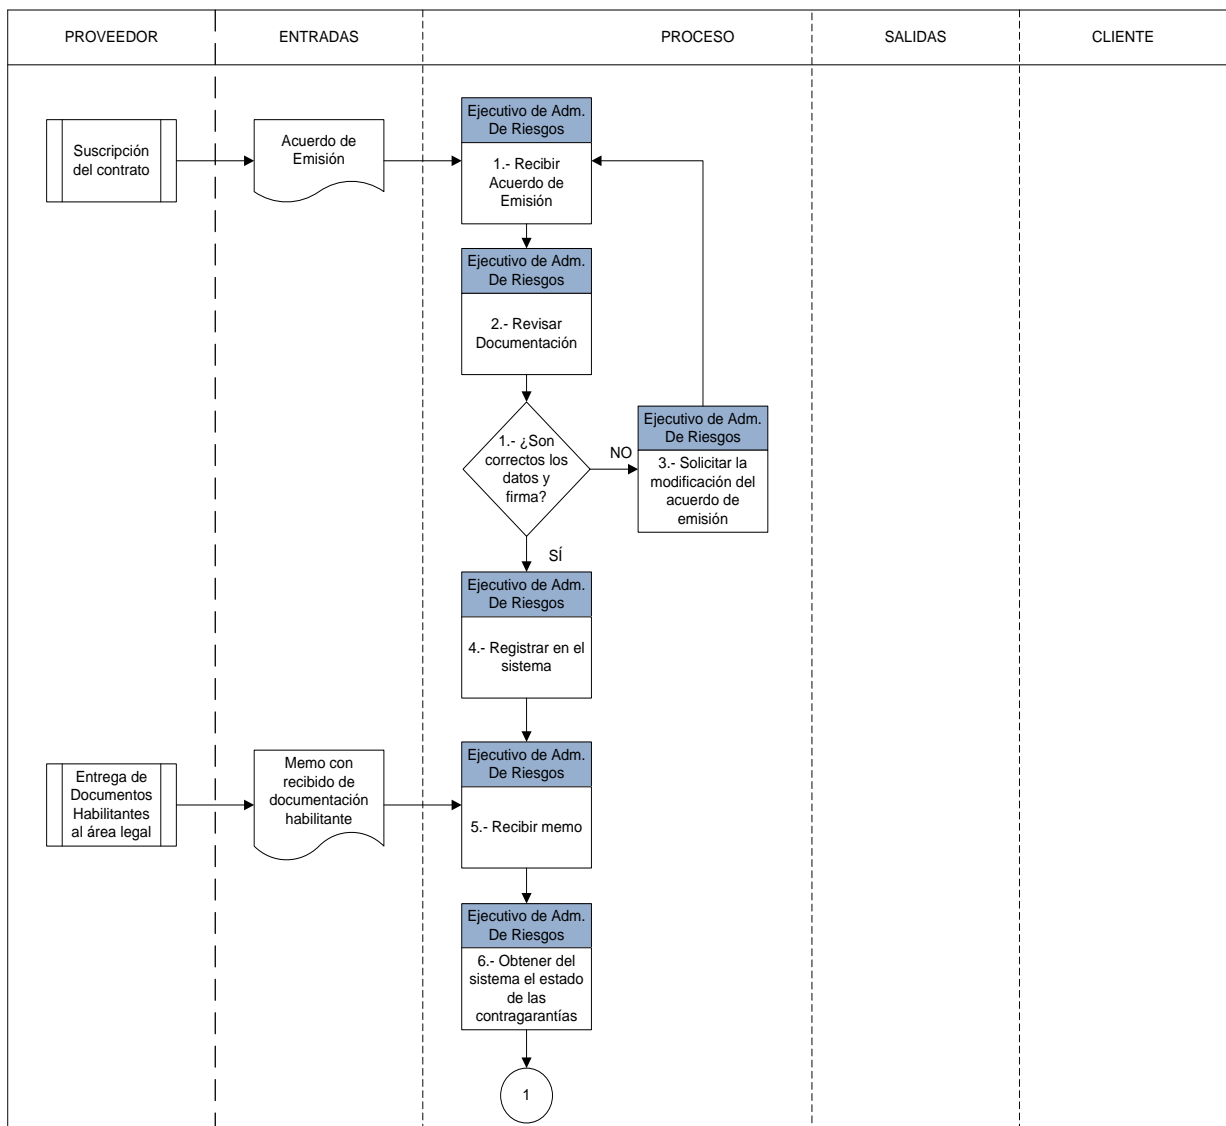 PROVEEDOR
ENTRADAS
PROCESO
SALIDAS
CLIENTE
Suscripción
del contrato
Acuerdo de
Emisión
Ejecutivo de Adm.
De Riesgos
1.- Recibir
Acuerdo de
Emisión
Ejecutivo de Adm.
De Riesgos
2.- Revisar
Documentación
1.- ¿Son
correctos los
datos y
firma?
NO
Ejecutivo de Adm.
De Riesgos
3.- Solicitar la
modificación del
acuerdo de
emisión
SÍ
Ejecutivo de Adm.
De Riesgos
4.- Registrar en el
sistema
Entrega de
Documentos
Habilitantes
al área legal
Memo con
recibido de
documentación
habilitante
Ejecutivo de Adm.
De Riesgos
5.- Recibir memo
Ejecutivo de Adm.
De Riesgos
6.- Obtener del
sistema el estado
de las
contragarantías
1